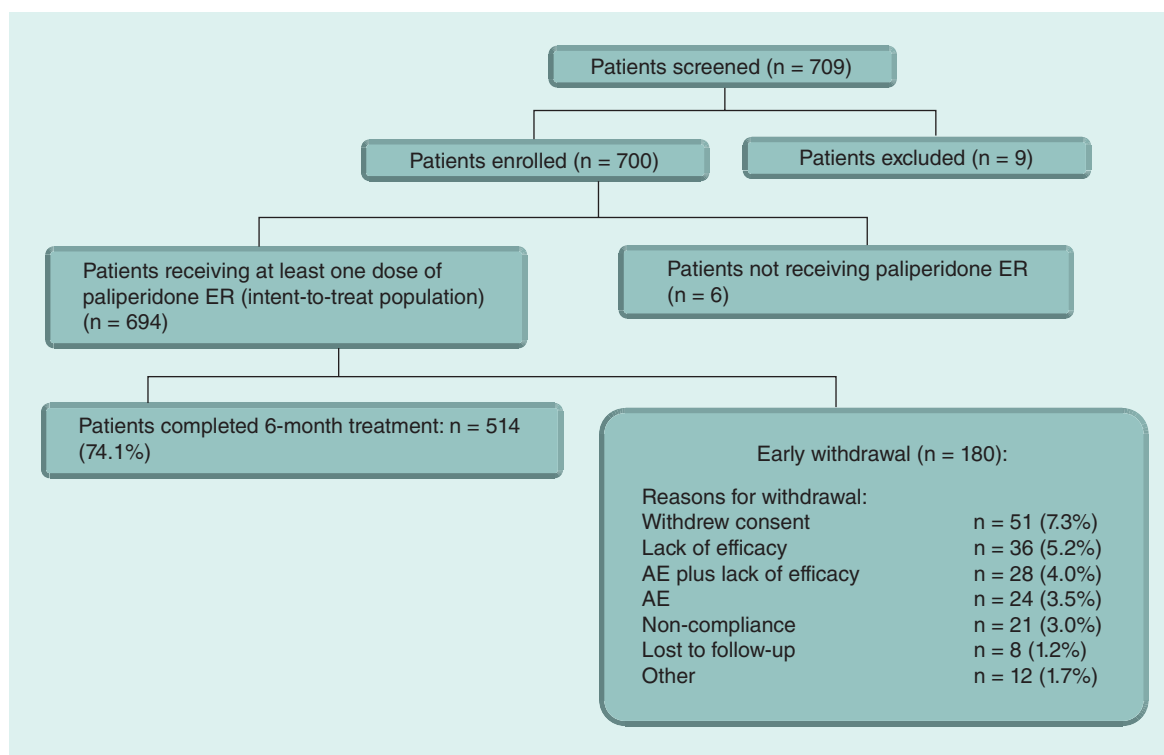 Patients screened (n = 709)
Patients enrolled (n = 700)
Patients excluded (n = 9)
Patients receiving at least one dose of
paliperidone ER (intent-to-treat population)
(n = 694)
Patients not receiving paliperidone ER
(n = 6)
Patients completed 6-month treatment: n = 514
(74.1%)
Early withdrawal (n = 180):
Reasons for withdrawal:
Withdrew consent n = 51 (7.3%)
Lack of efficacy n = 36 (5.2%)
AE plus lack of efficacy n = 28 (4.0%)
AE n = 24 (3.5%)
Non-compliance n = 21 (3.0%)
Lost to follow-up n = 8 (1.2%)
Other n = 12 (1.7%)